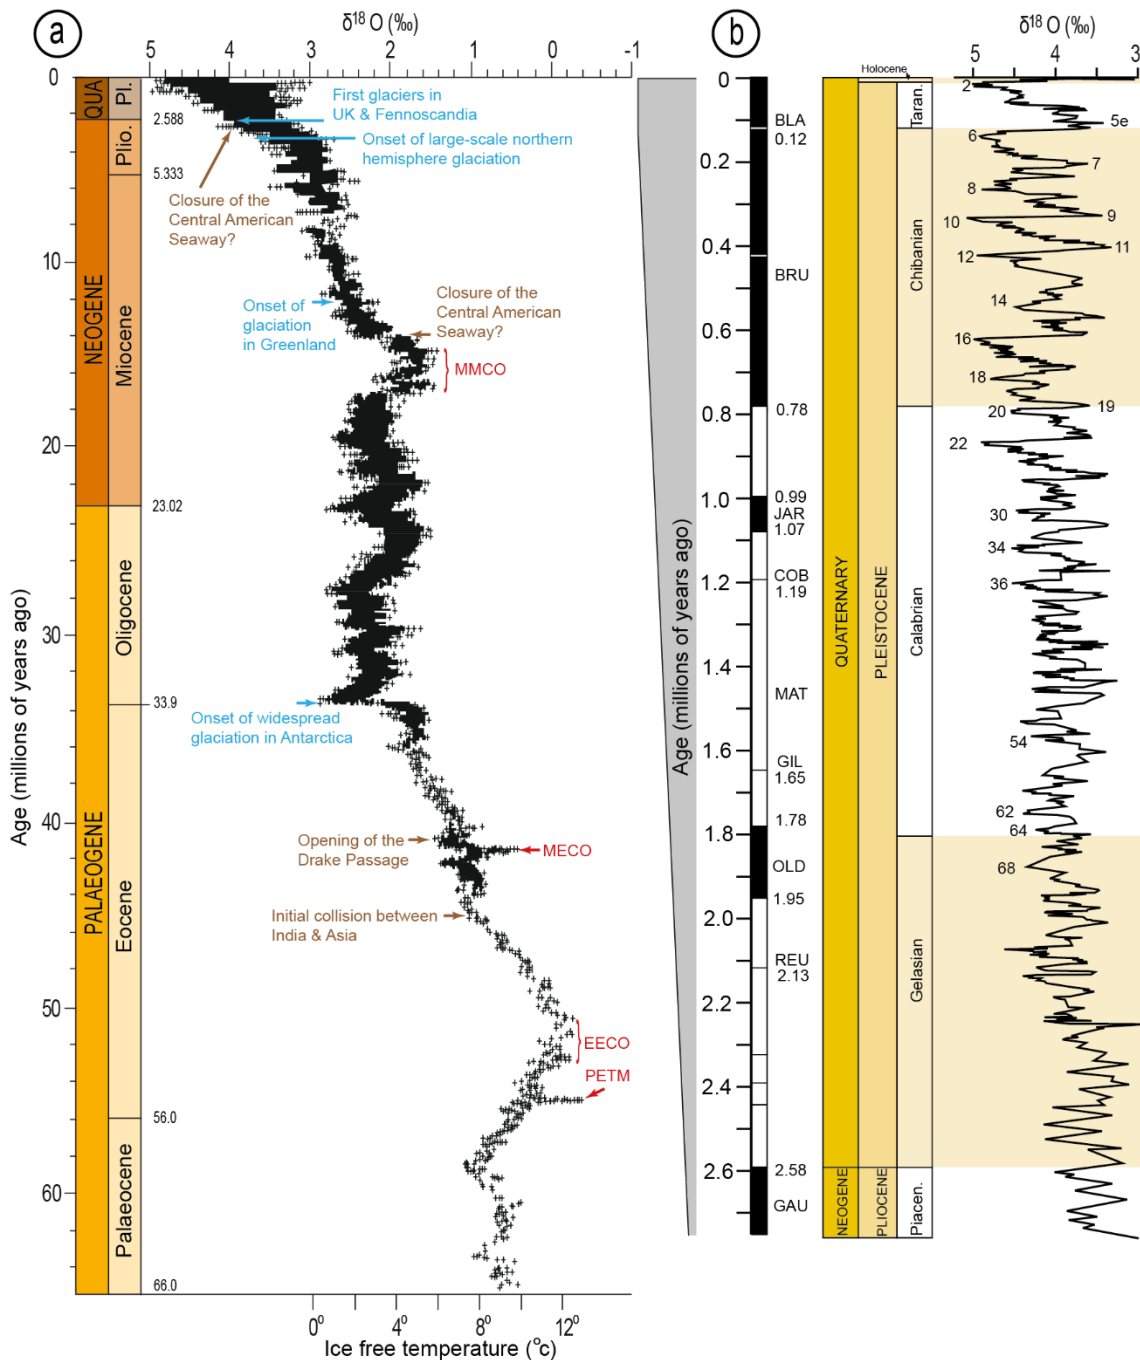 a
δ18 O (‰)
5 4 3 2 1 0 -1
0
10
20
30
40
50
60
Age (millions of years ago)
QUA
NEOGENE
PALAEOGENE
Pl.
Plio.
Miocene
Oligocene
Eocene
Palaeocene
2.588
5.333
23.02
33.9
56.0
66.0
First glaciers in
UK & Fennoscandia
Onset of large-scale northern
hemisphere glaciation
Closure of the
Central American
Seaway?
Onset of
glaciation
in Greenland
Closure of the
Central American
Seaway?
MMCO
Onset of widespread
glaciation in Antarctica
Opening of the
Drake Passage
MECO
Initial collision between
India & Asia
EECO
PETM
0° 4° 8° 12°
Ice free temperature (°c)
b
δ18 O (‰)
5 4 3
Age (millions of years ago)
0
0.2
0.4
0.6
0.8
1.0
1.2
1.4
1.6
1.8
2.0
2.2
2.4
2.6
BLA
0.12
BRU
0.78
0.99
JAR
1.07
COB
1.19
MAT
GIL
1.65
1.78
OLD
1.95
REU
2.13
2.58
GAU
QUATERNARY
NEOGENE
PLEISTOCENE
PLIOCENE
Holocene
Taran.
Chibanian
Calabrian
Gelasian
Piacen.
2
5e
6
7
8
9
10
11
12
14
16
18
19
20
22
30
34
36
54
62
64
68